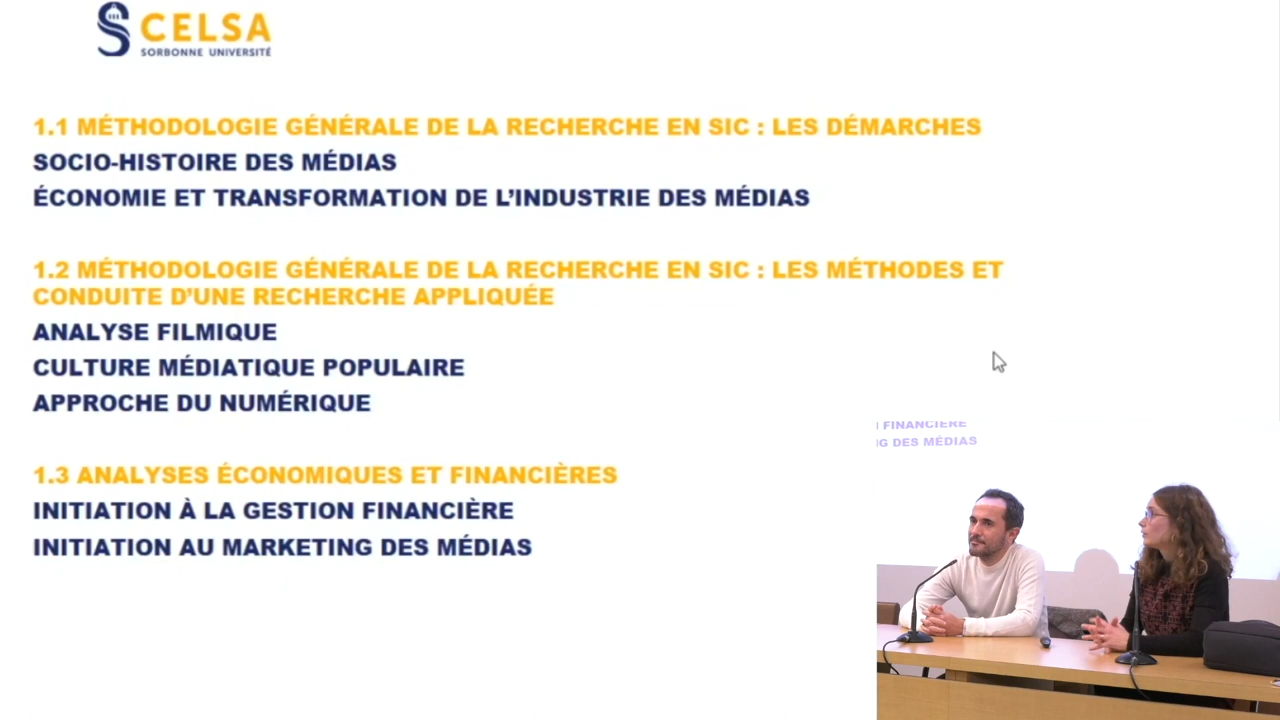 CELSA
SORBONNE UNIVERSITÉ
1.1 MÉTHODOLOGIE GÉNÉRALE DE LA RECHERCHE EN SIC : LES DÉMARCHES
SOCIO-HISTOIRE DES MÉDIAS
ÉCONOMIE ET TRANSFORMATION DE L’INDUSTRIE DES MÉDIAS
1.2 MÉTHODOLOGIE GÉNÉRALE DE LA RECHERCHE EN SIC : LES MÉTHODES ET
CONDUITE D’UNE RECHERCHE APPLIQUÉE
ANALYSE FILMIQUE
CULTURE MÉDIATIQUE POPULAIRE
APPROCHE DU NUMÉRIQUE
1.3 ANALYSES ÉCONOMIQUES ET FINANCIÈRES
INITIATION À LA GESTION FINANCIÈRE
INITIATION AU MARKETING DES MÉDIAS
FINANCIÈRE
DES MÉDIAS